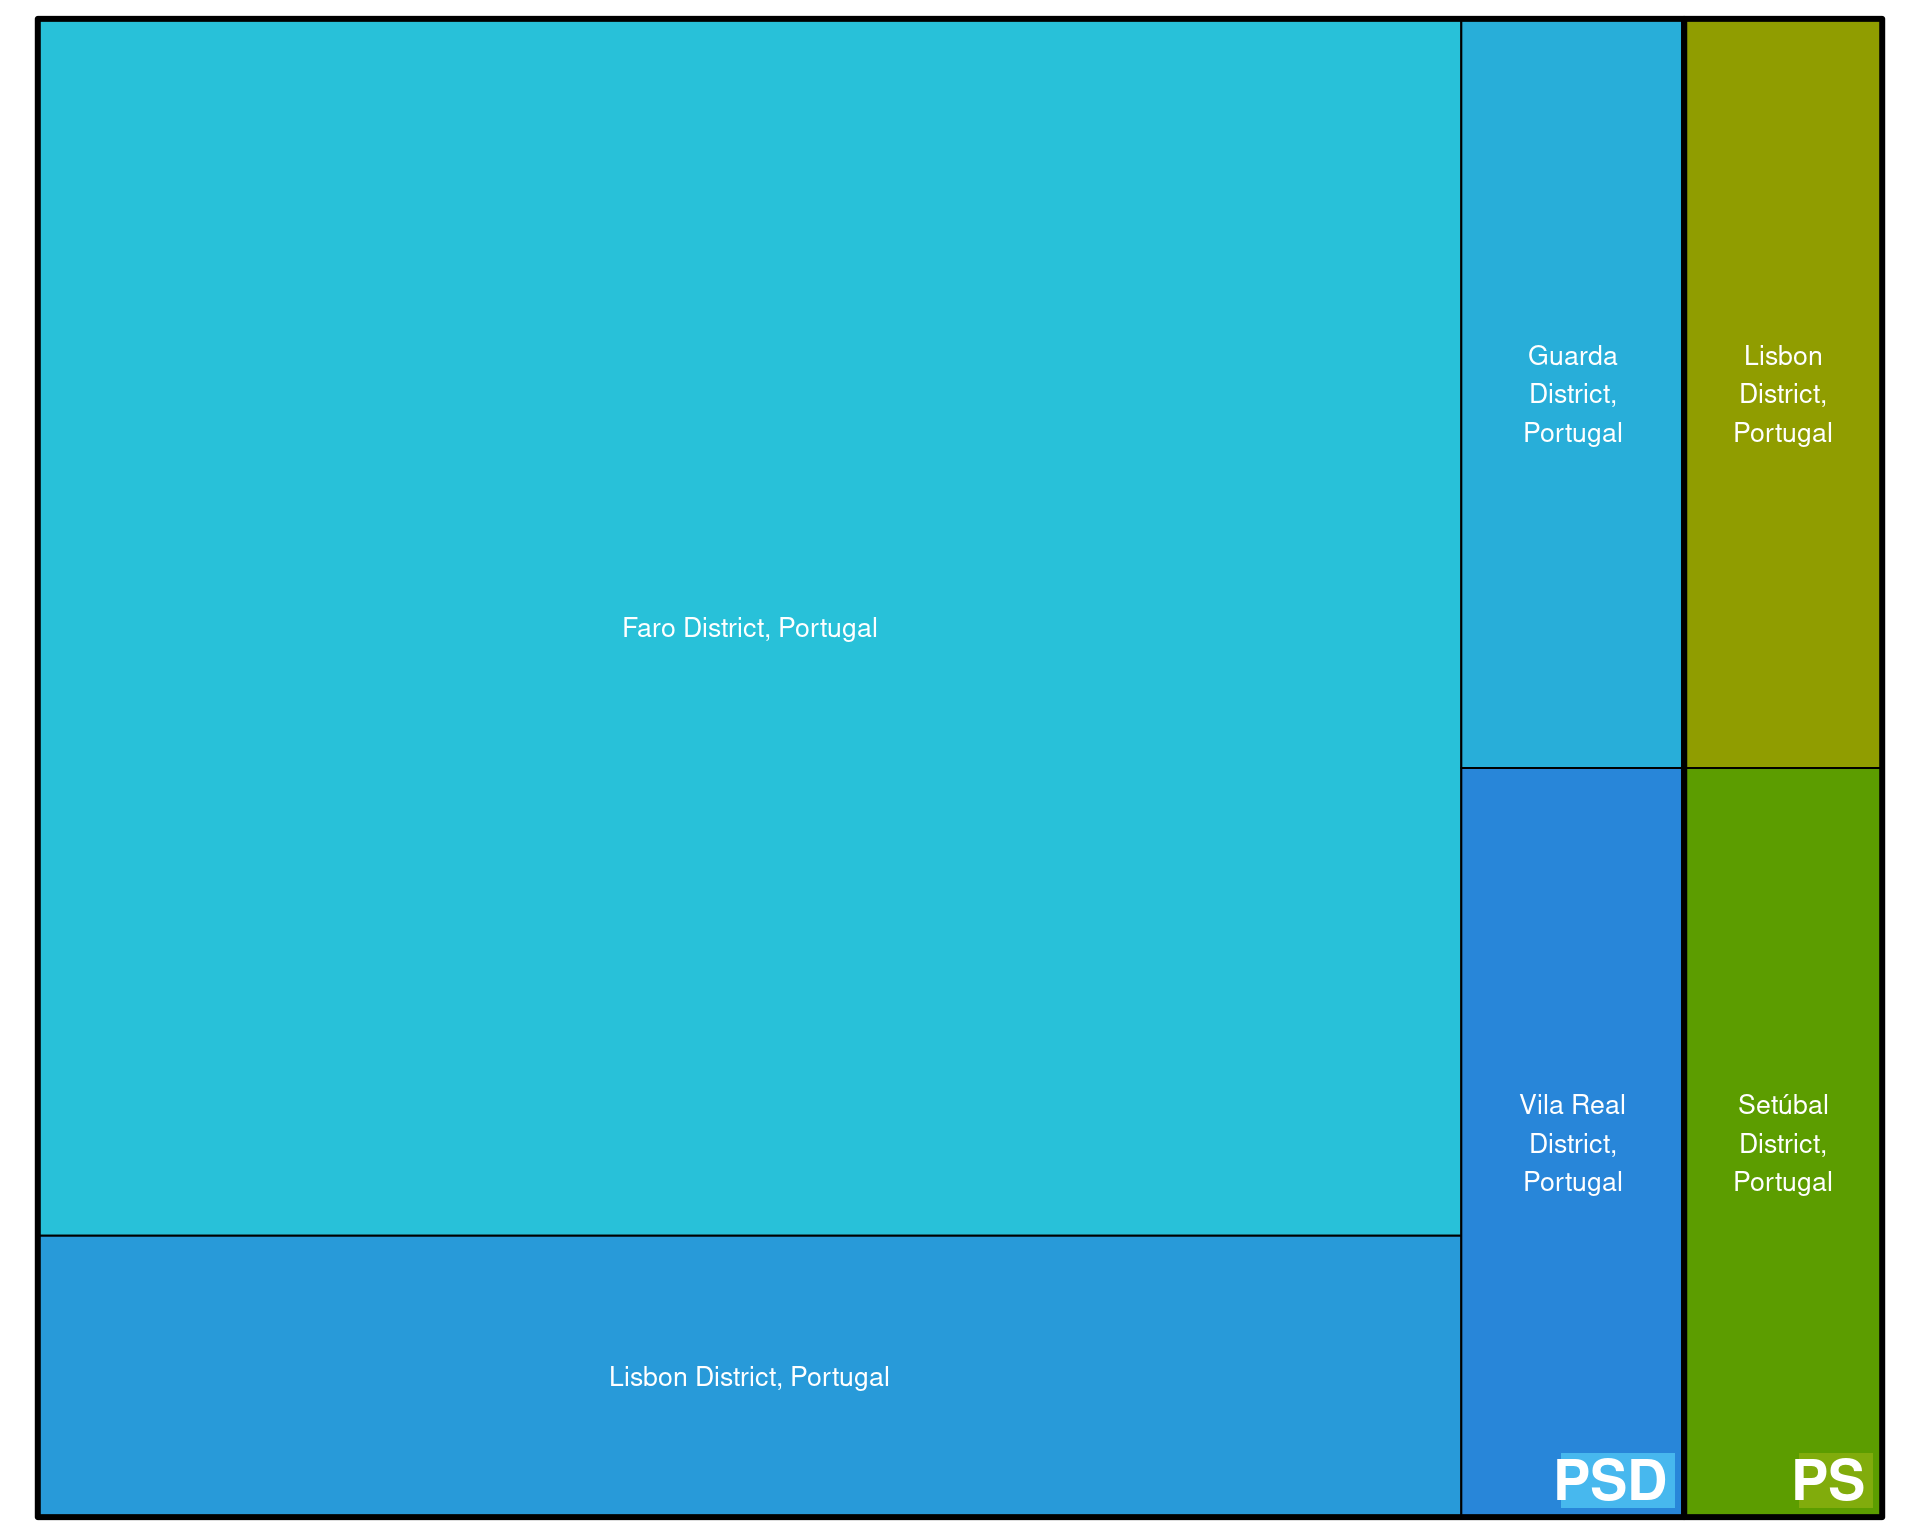 Faro District, Portugal
Lisbon District, Portugal
Guarda
District,
Portugal
Vila Real
District,
Portugal
PSD
Lisbon
District,
Portugal
Setúbal
District,
Portugal
PS